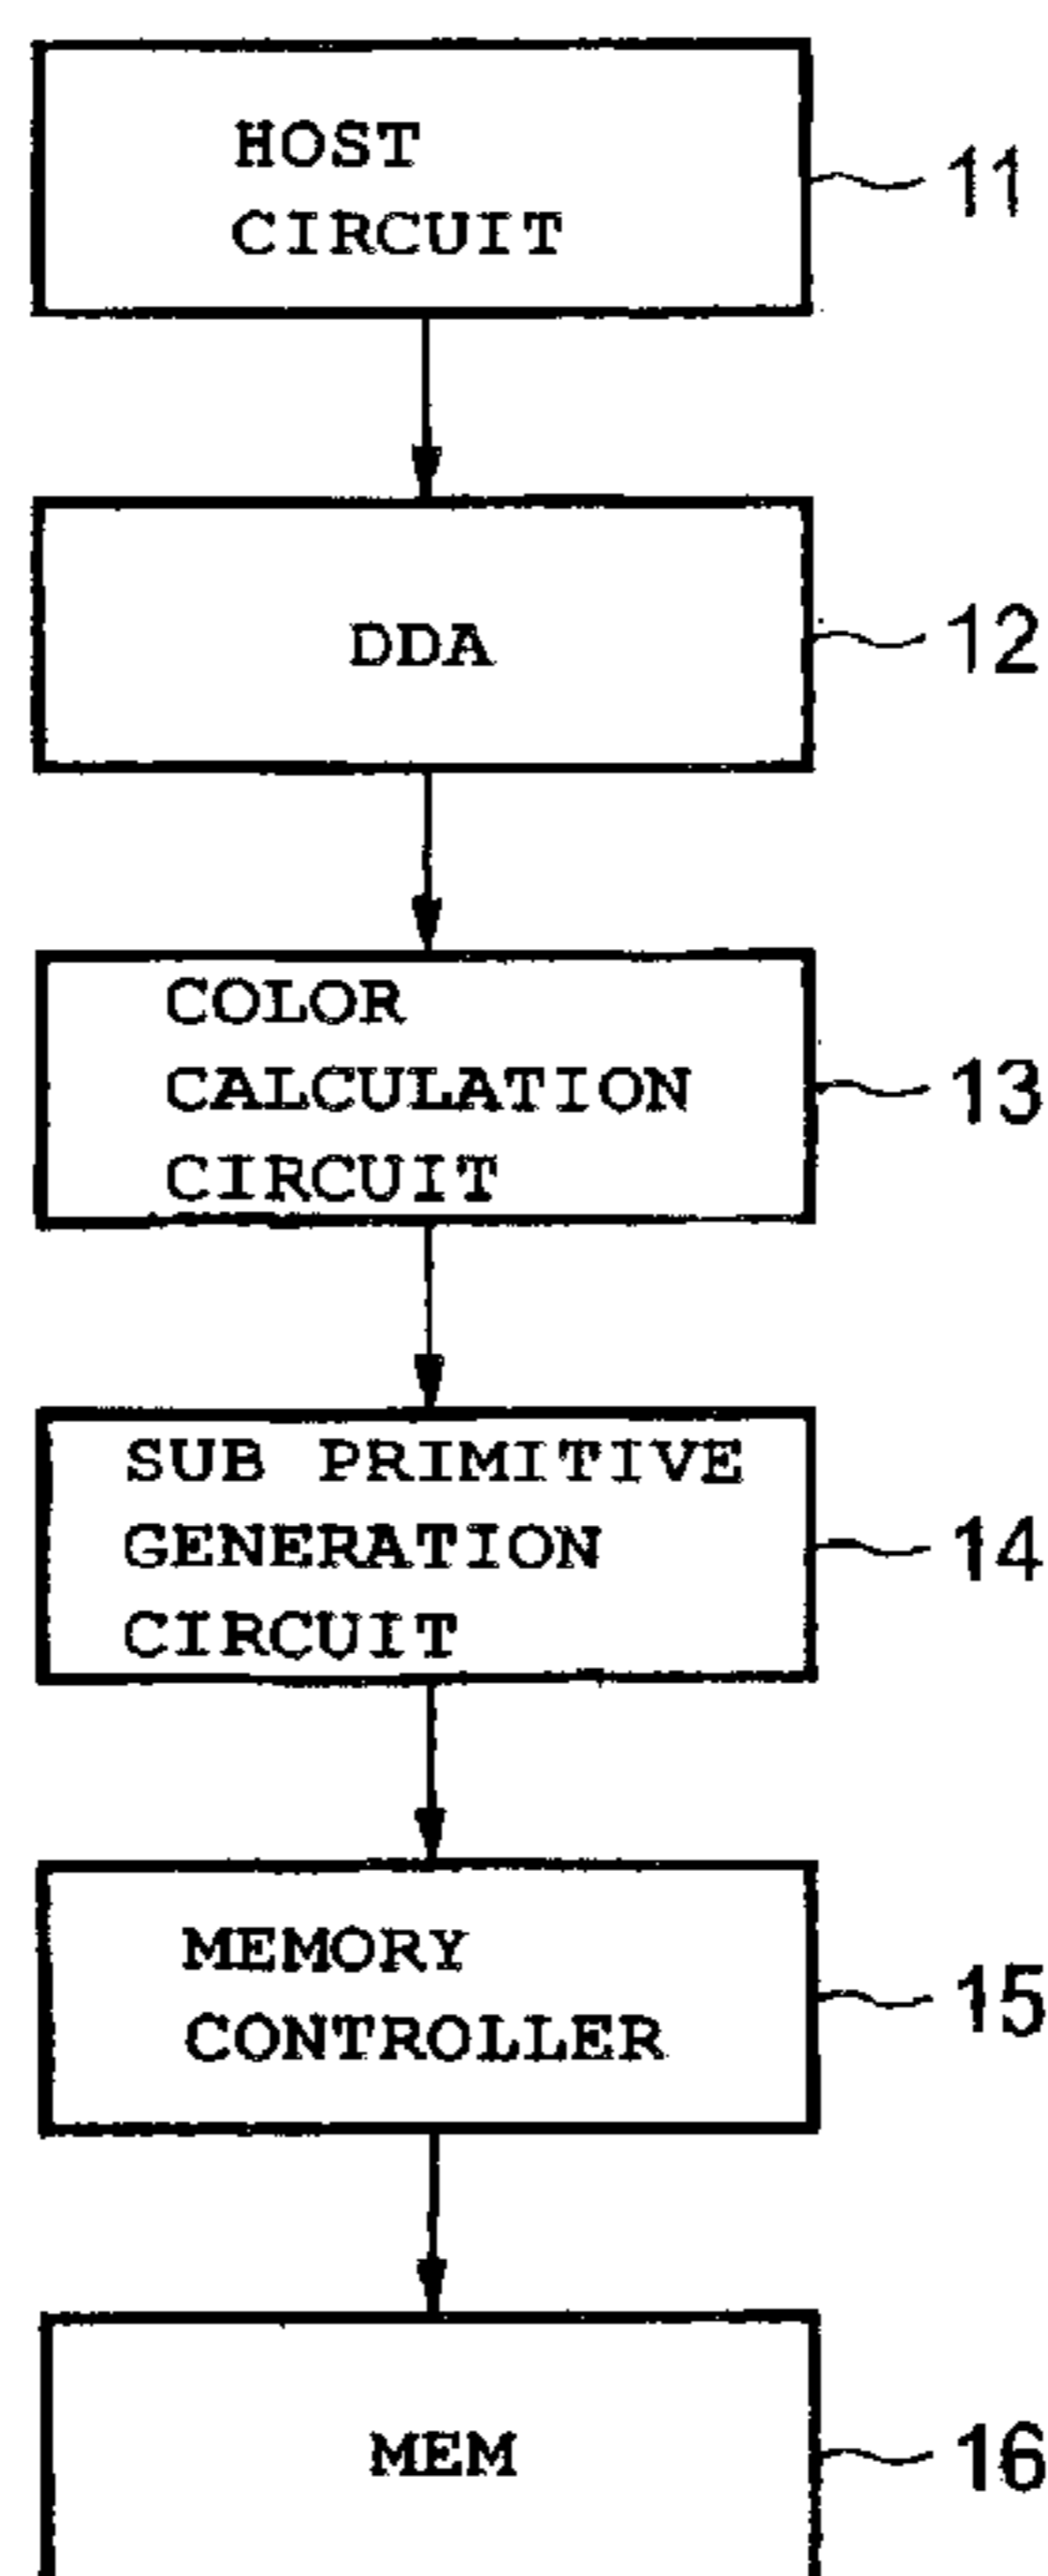 HOST
CIRCUIT
11
DDA
12
COLOR
CALCULATION
CIRCUIT
13
SUB PRIMITIVE
GENERATION
CIRCUIT
14
MEMORY
CONTROLLER
15
MEM
16